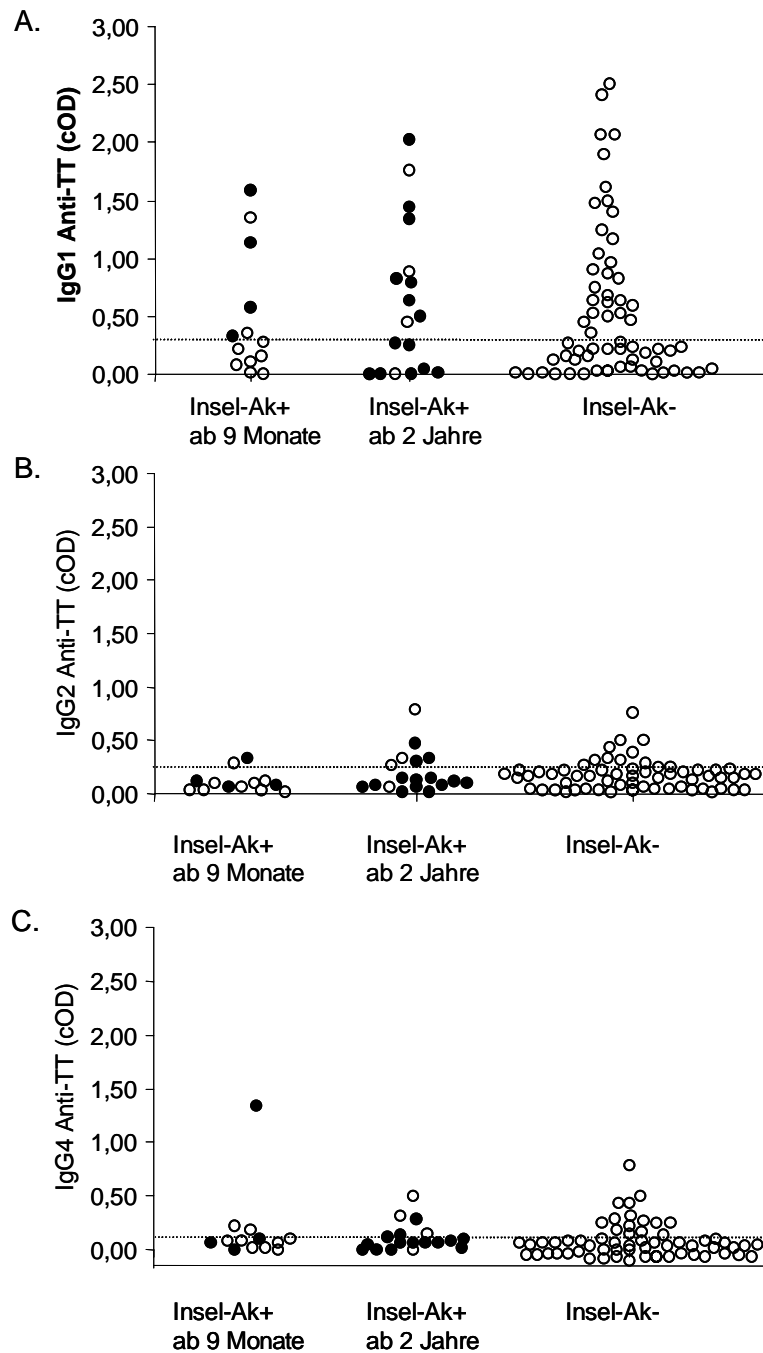 A.
IgG1 Anti-TT (cOD)
3,00
2,50
2,00
1,50
1,00
0,50
0,00
Insel-Ak+
ab 9 Monate
Insel-Ak+
ab 2 Jahre
Insel-Ak-
B.
IgG2 Anti-TT (cOD)
3,00
2,50
2,00
1,50
1,00
0,50
0,00
Insel-Ak+
ab 9 Monate
Insel-Ak+
ab 2 Jahre
Insel-Ak-
C.
IgG4 Anti-TT (cOD)
3,00
2,50
2,00
1,50
1,00
0,50
0,00
Insel-Ak+
ab 9 Monate
Insel-Ak+
ab 2 Jahre
Insel-Ak-